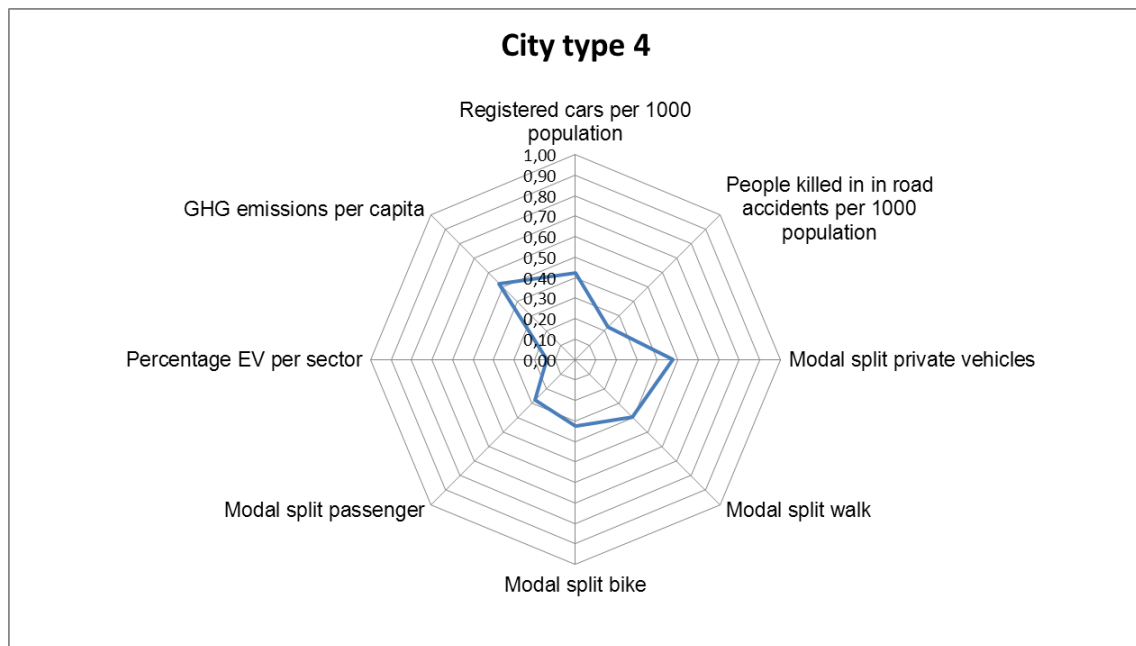 City type 4
Registered cars per 1000
population
1,00
0,90
0,80
0,70
0,60
0,50
0,40
0,30
0,20
0,10
0,00
People killed in in road
accidents per 1000
population
Modal split private vehicles
Modal split walk
Modal split bike
Modal split passenger
Percentage EV per sector
GHG emissions per capita